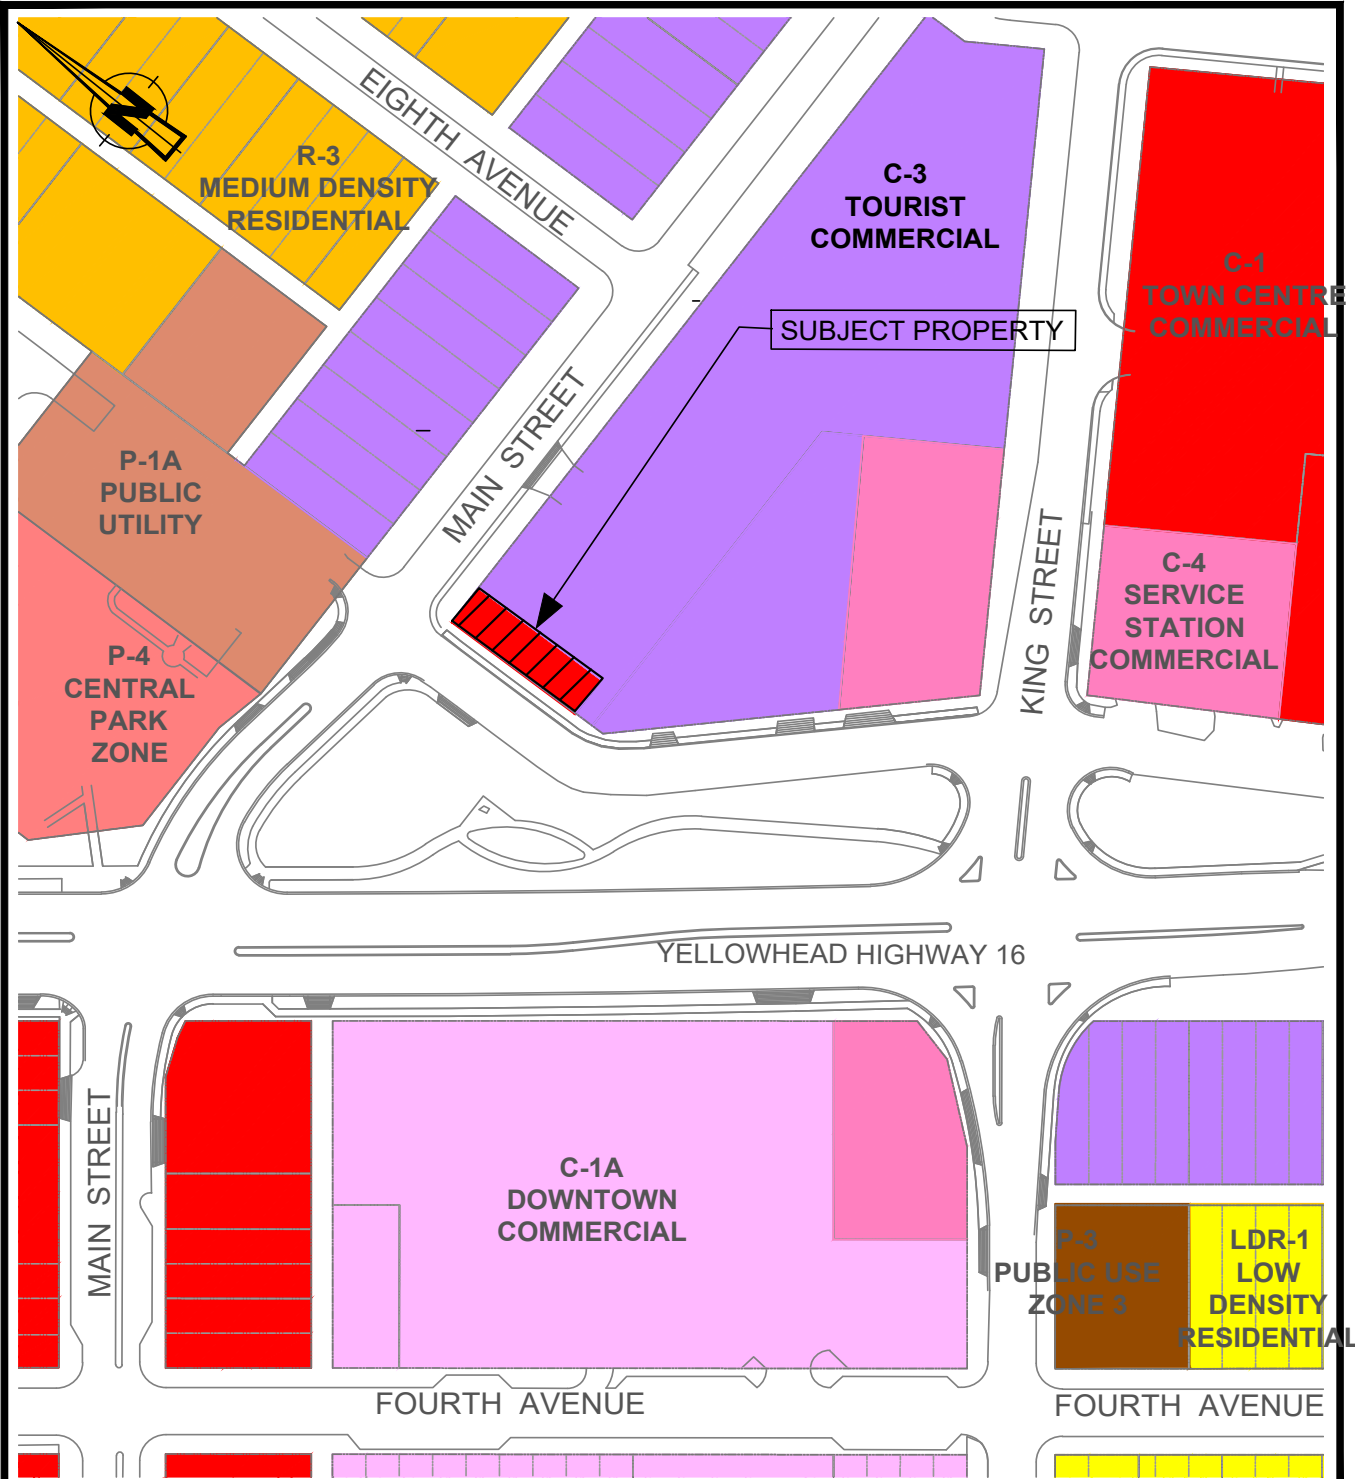 N
EIGHTH AVENUE
R-3
MEDIUM DENSITY
RESIDENTIAL
C-3
TOURIST
COMMERCIAL
C-1
TOWN CENTRE
COMMERCIAL
SUBJECT PROPERTY
MAIN STREET
P-1A
PUBLIC
UTILITY
KING STREET
C-4
SERVICE
STATION
COMMERCIAL
P-4
CENTRAL
PARK
ZONE
YELLOWHEAD HIGHWAY 16
MAIN STREET
C-1A
DOWNTOWN
COMMERCIAL
P-3
PUBLIC USE
ZONE 3
LDR-1
LOW
DENSITY
RESIDENTIAL
FOURTH AVENUE
FOURTH AVENUE